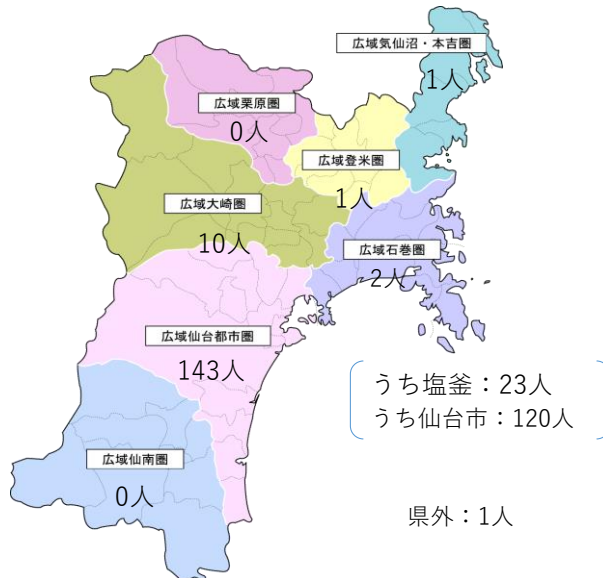 広域気仙沼・本吉圏
1人
広域栗原圏
0人
広域登米圏
1人
広域大崎圏
10人
広域石巻圏
2人
広域仙台都市圏
143人
うち塩釜：23人
うち仙台市：120人
広域仙南圏
0人
県外：1人